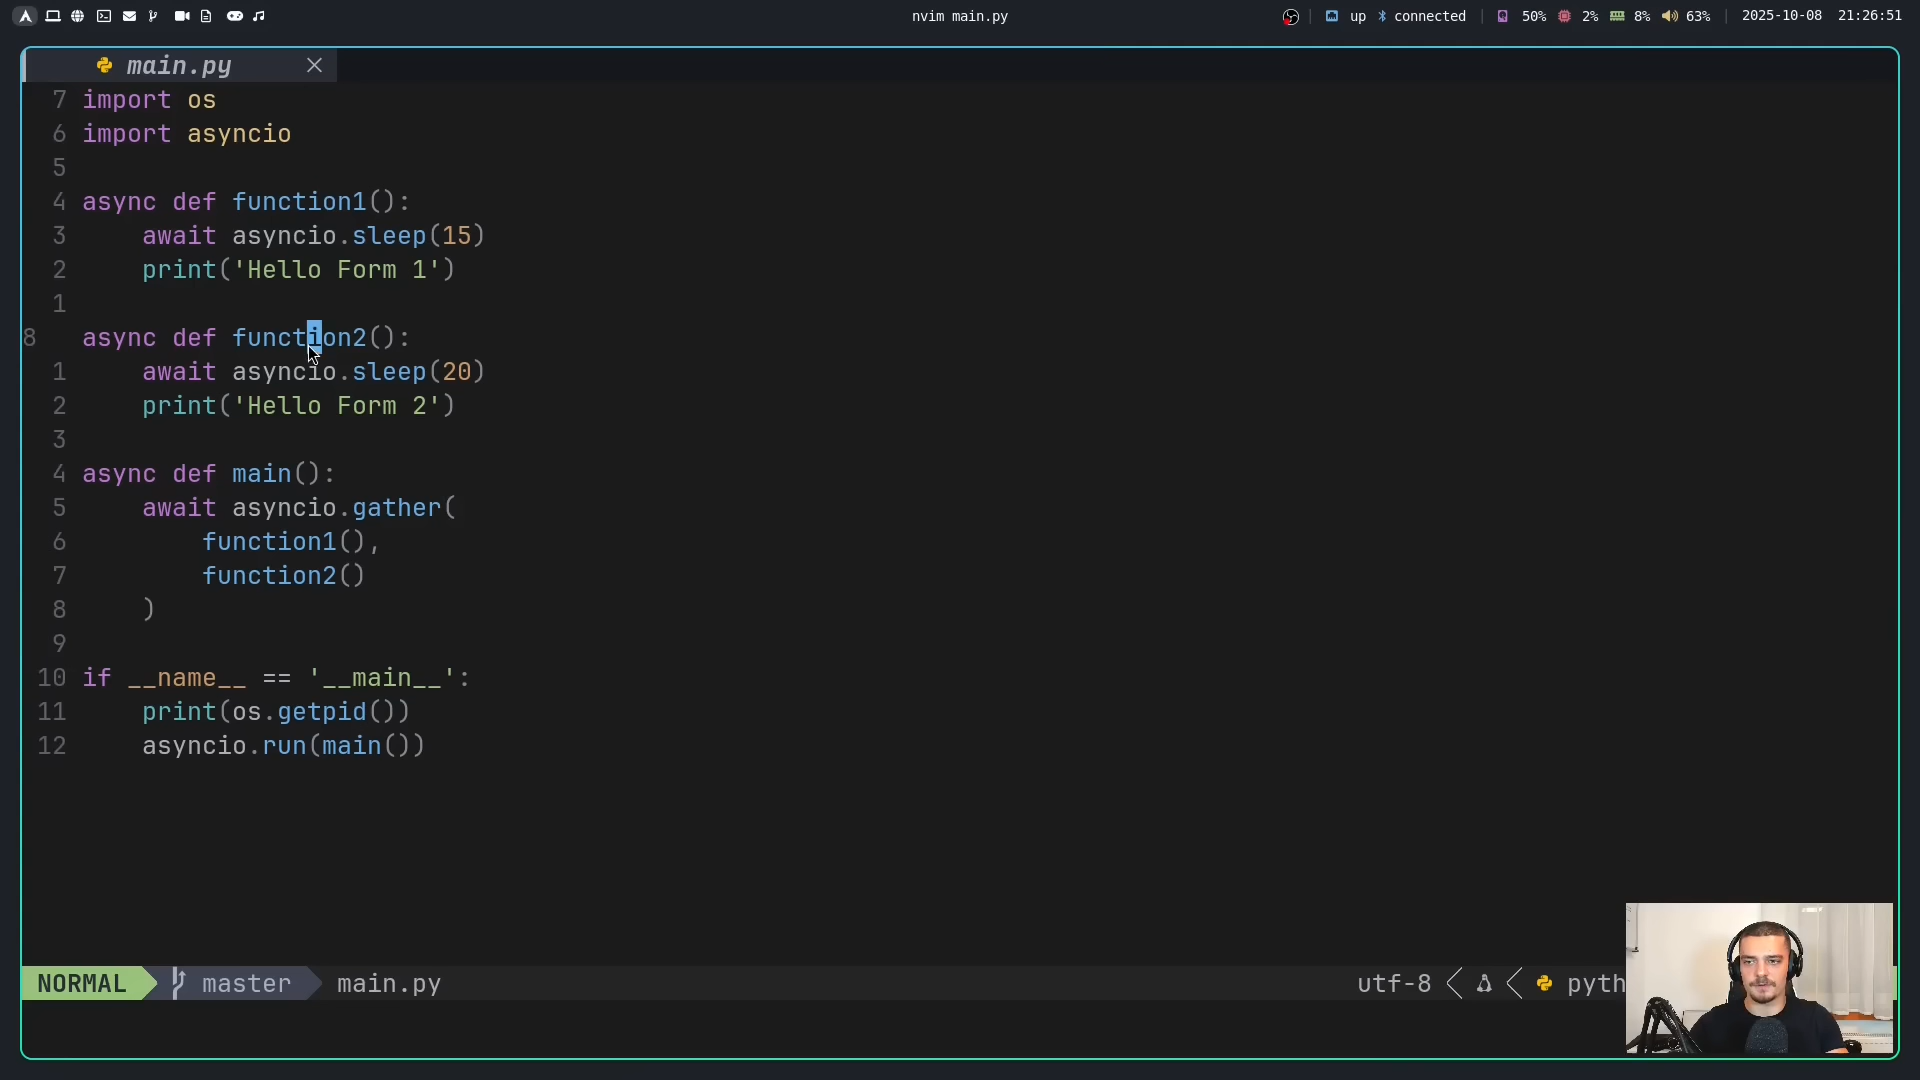 nvim main.py
up connected 50% 2% 8% 63% 2025-10-08 21:26:51
main.py
7 import os
6 import asyncio
5
4 async def function1():
3 await asyncio.sleep(15)
2 print('Hello Form 1')
1
8 async def function2():
1 await asyncio.sleep(20)
2 print('Hello Form 2')
3
4 async def main():
5 await asyncio.gather(
6 function1(),
7 function2()
8 )
9
10 if __name__ == '__main__':
11 print(os.getpid())
12 asyncio.run(main())
NORMAL master main.py utf-8 pyth